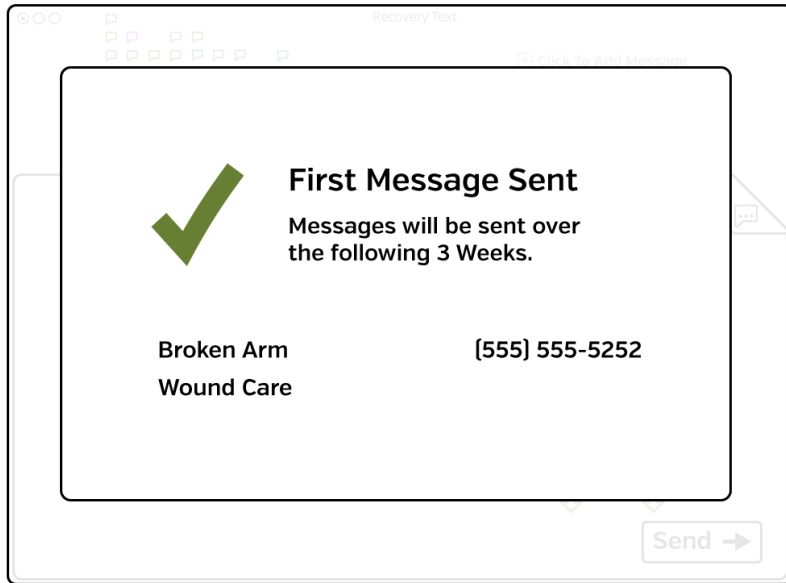 Recovery Text
Click To Add Message
First Message Sent
Messages will be sent over
the following 3 Weeks.
Broken Arm (555) 555-5252
Wound Care
Send